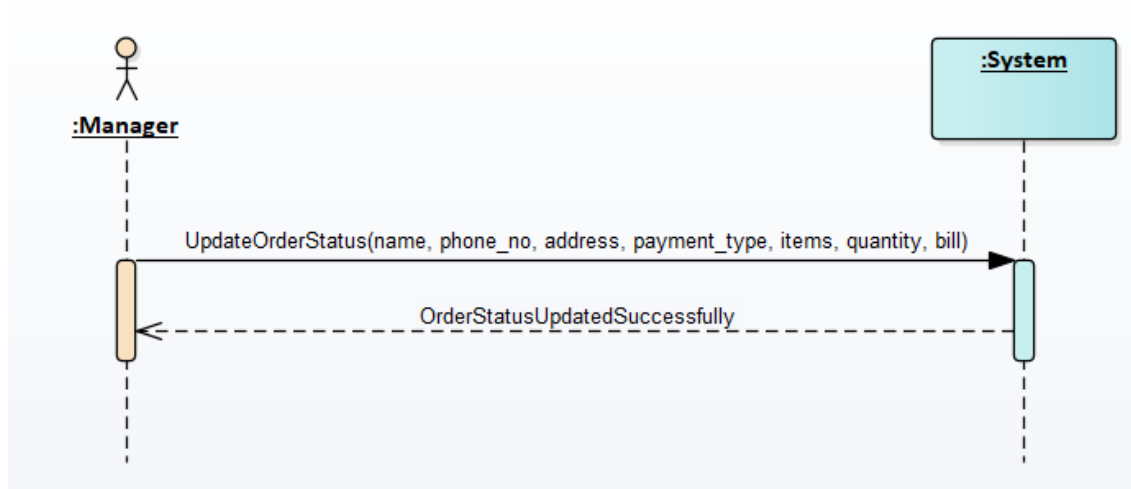 :Manager
:System
UpdateOrderStatus(name, phone_no, address, payment_type, items, quantity, bill)
OrderStatusUpdatedSuccessfully